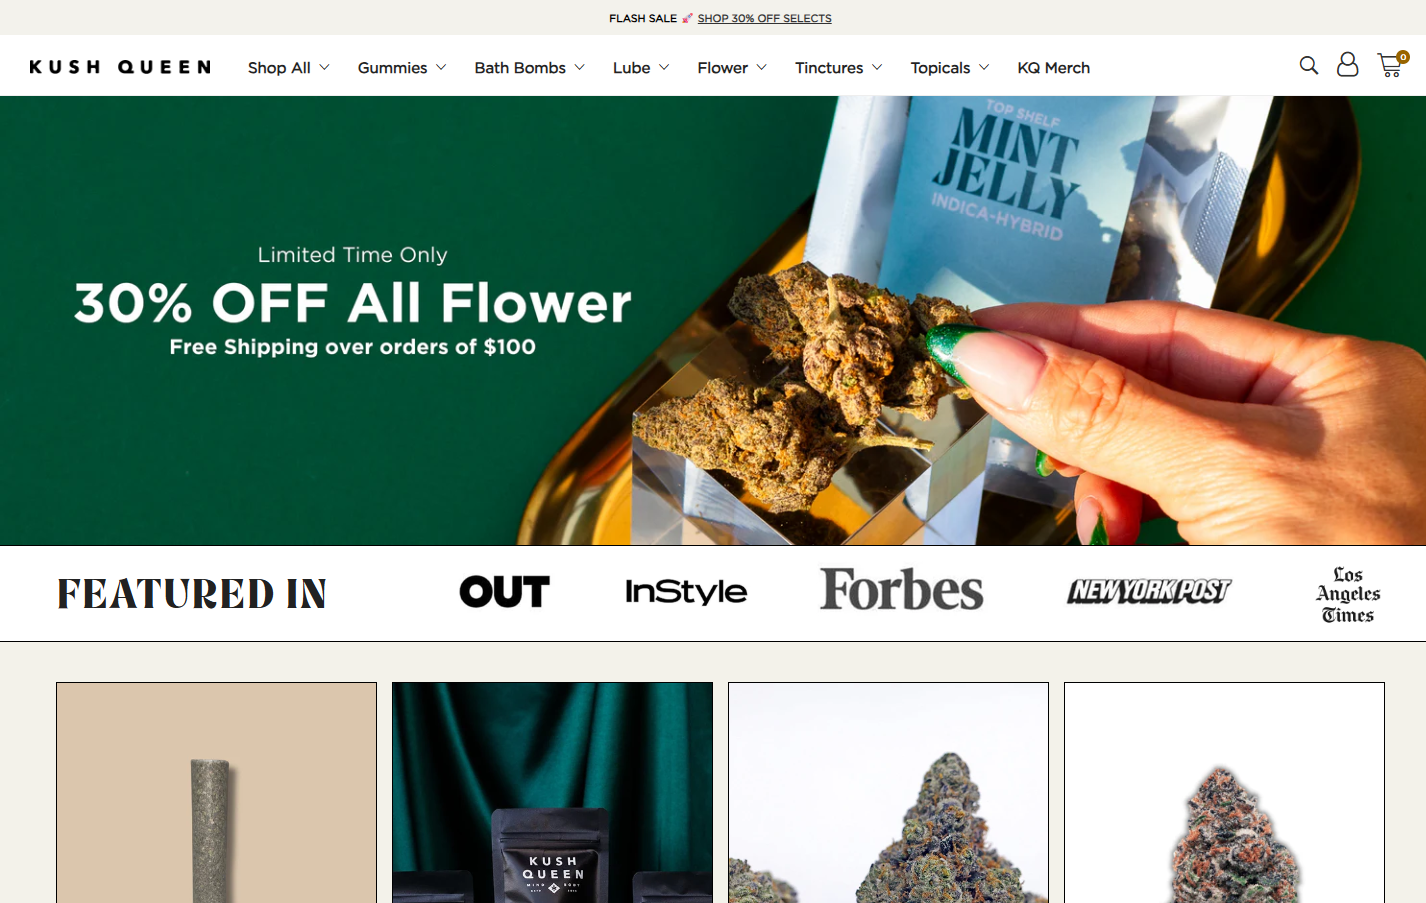 FLASH SALE 🚀 SHOP 30% OFF SELECTS
KUSH QUEEN
Shop All
Gummies
Bath Bombs
Lube
Flower
Tinctures
Topicals
KQ Merch
0
TOP SHELF
MINT
JELLY
INDICA-HYBRID
Limited Time Only
30% OFF All Flower
Free Shipping over orders of $100
FEATURED IN
OUT
InStyle
Forbes
NEW YORK POST
Los
Angeles
Times
KUSH
QUEEN
MIND BODY